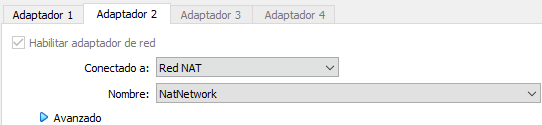 Adaptador 1 Adaptador 2 Adaptador 3 Adaptador 4
Habilitar adaptador de red
Conectado a: Red NAT
Nombre: NatNetwork
Avanzado